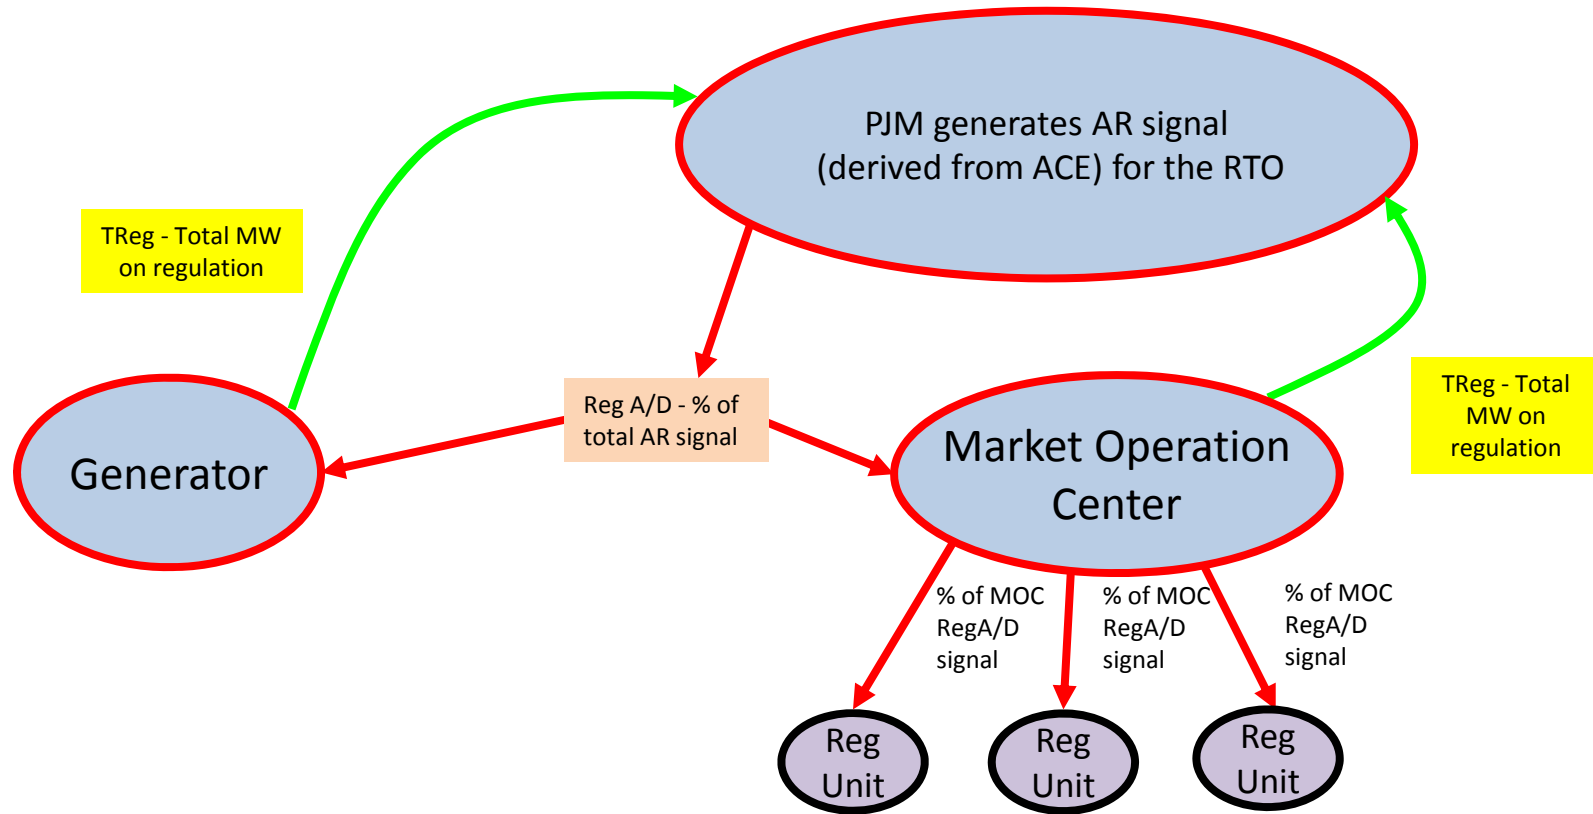 PJM generates AR signal
(derived from ACE) for the RTO
TReg - Total MW
on regulation
TReg - Total
MW on
regulation
Reg A/D - % of
total AR signal
Generator
Market Operation
Center
% of MOC
RegA/D
signal
% of MOC
RegA/D
signal
% of MOC
RegA/D
signal
Reg
Unit
Reg
Unit
Reg
Unit